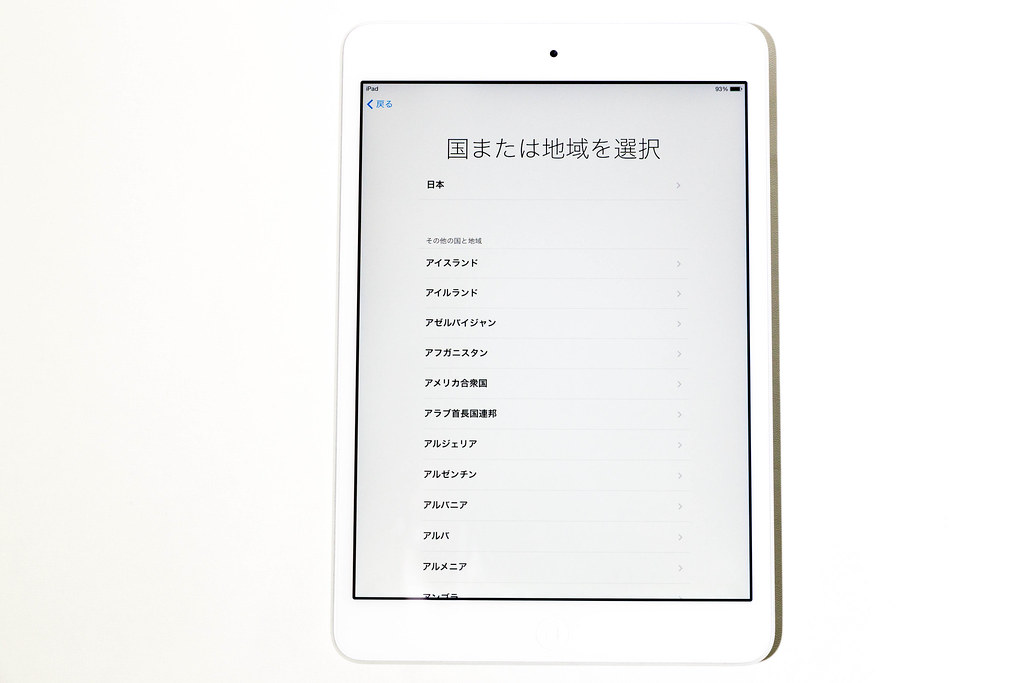 iPad 93%
戻る
国または地域を選択
日本
その他の国と地域
アイスランド
アイルランド
アゼルバイジャン
アフガニスタン
アメリカ合衆国
アラブ首長国連邦
アルジェリア
アルゼンチン
アルバニア
アルバ
アルメニア
アンゴラ